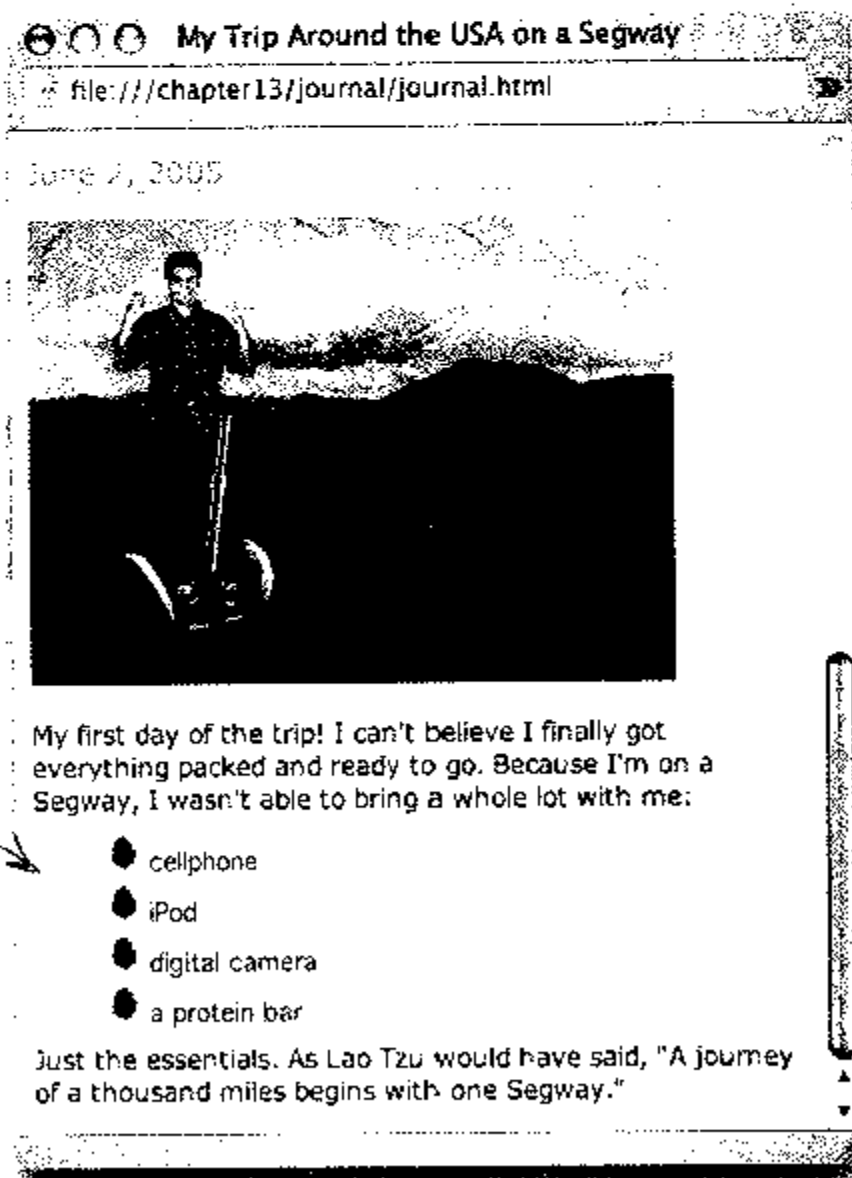 My Trip Around the USA on a Segway
file:///chapter13/journal/journal.html
June 2, 2005
My first day of the trip! I can't believe I finally got
everything packed and ready to go. Because I'm on a
Segway, I wasn't able to bring a whole lot with me:
cellphone
iPod
digital camera
a protein bar
Just the essentials. As Lao Tzu would have said, "A journey
of a thousand miles begins with one Segway."